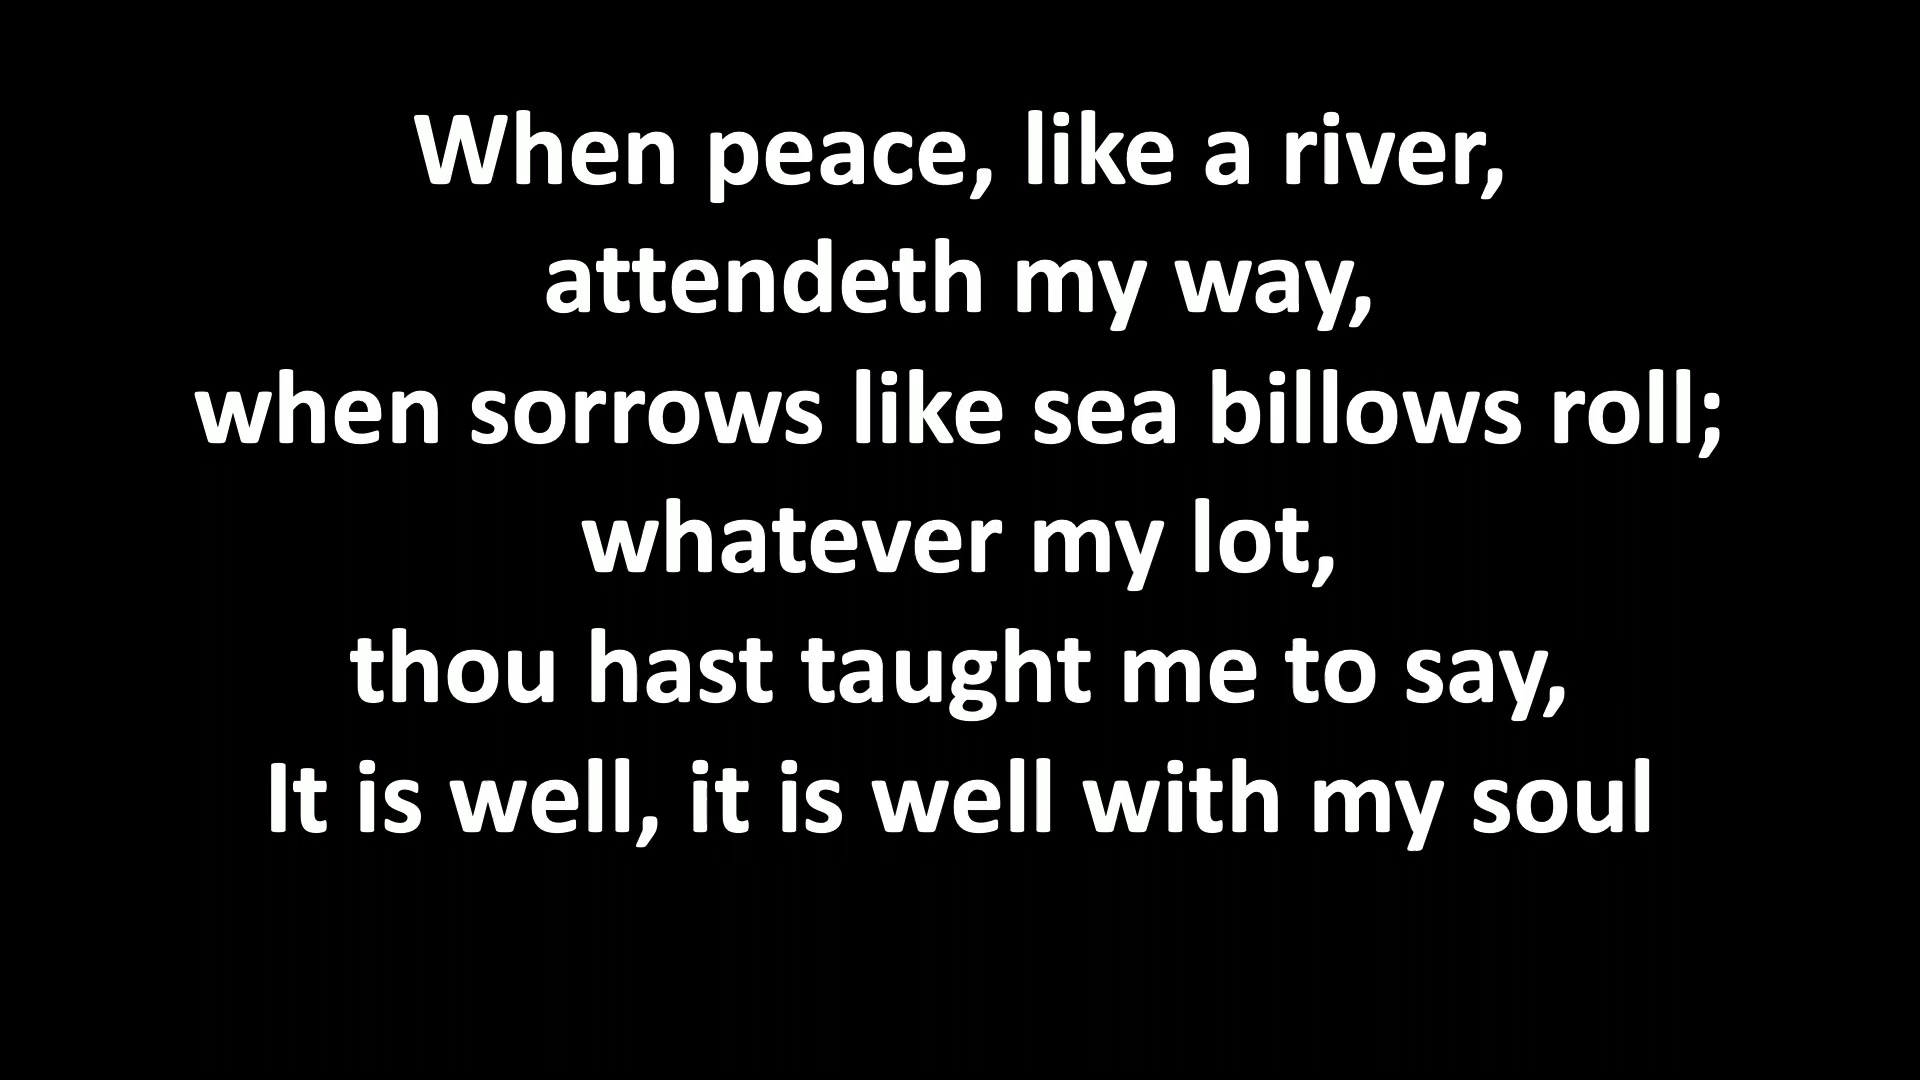 When peace, like a river,
attendeth my way,
when sorrows like sea billows roll;
whatever my lot,
thou hast taught me to say,
It is well, it is well with my soul